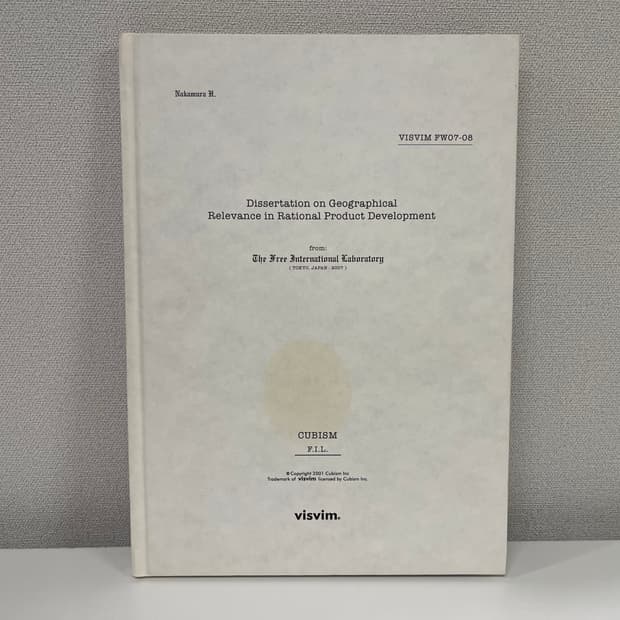 Nakamura H.
VISVIM FW07-08
Dissertation on Geographical
Relevance in Rational Product Development
from:
The Free International Laboratory
( TOKYO, JAPAN . 2007 )
CUBISM
F.I.L.
© Copyright 2001 Cubism Inc
Trademark of visvim licensed by Cubism Inc.
visvim®